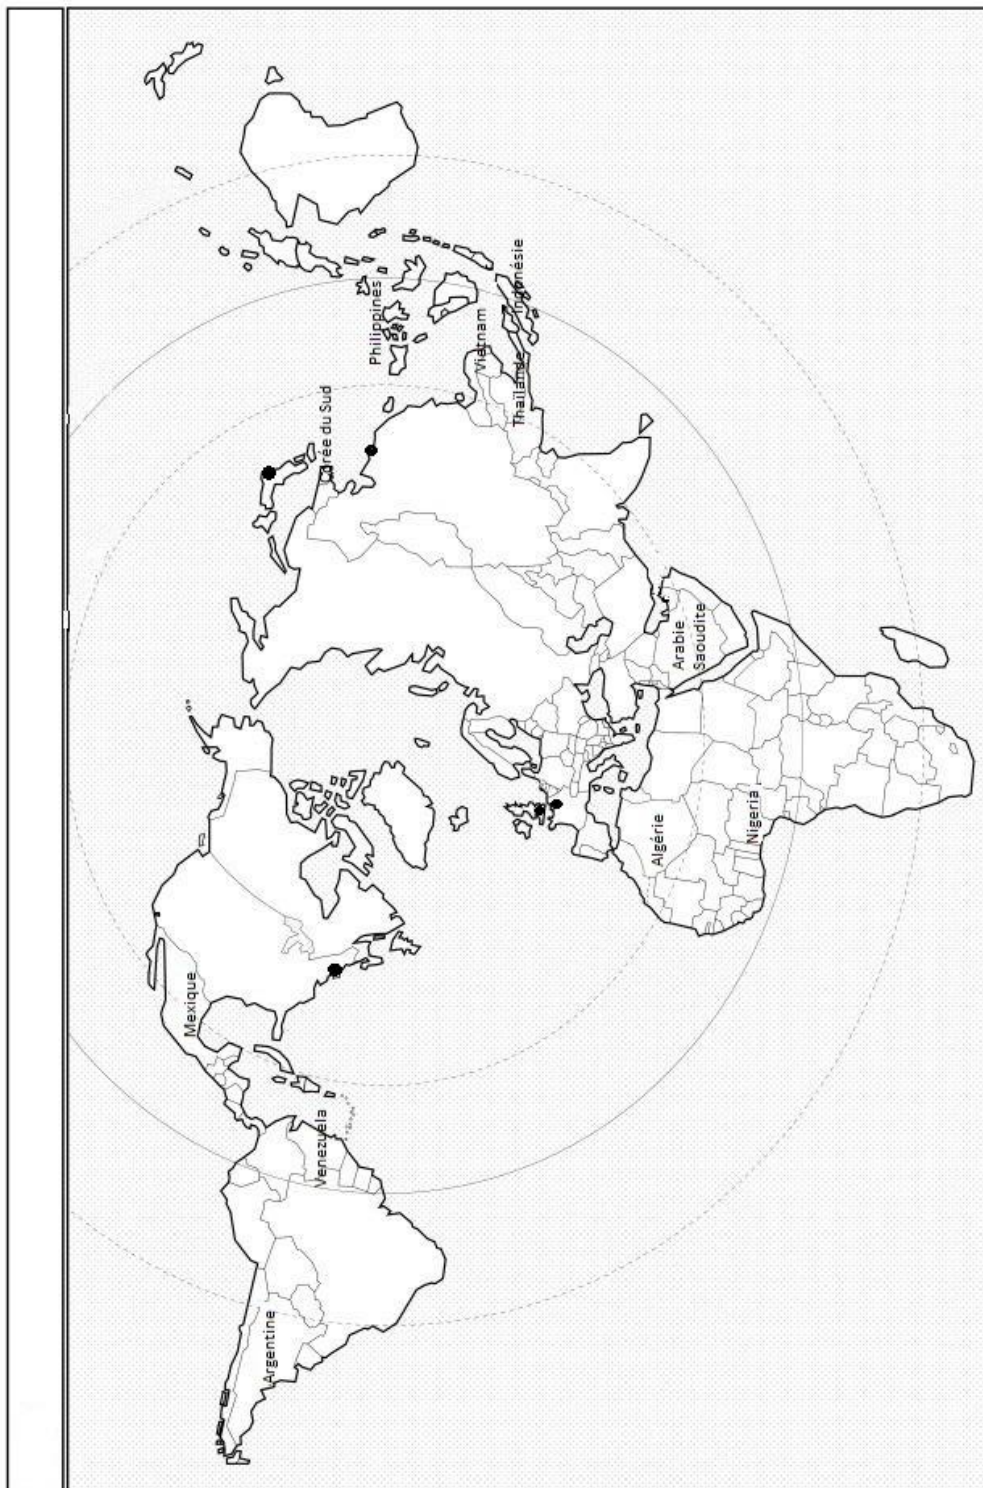 Philippines
Indonésie
Vietnam
Thaïlande
Corée du Sud
Arabie
Saoudite
Algérie
Nigeria
Mexique
Venezuela
Argentine